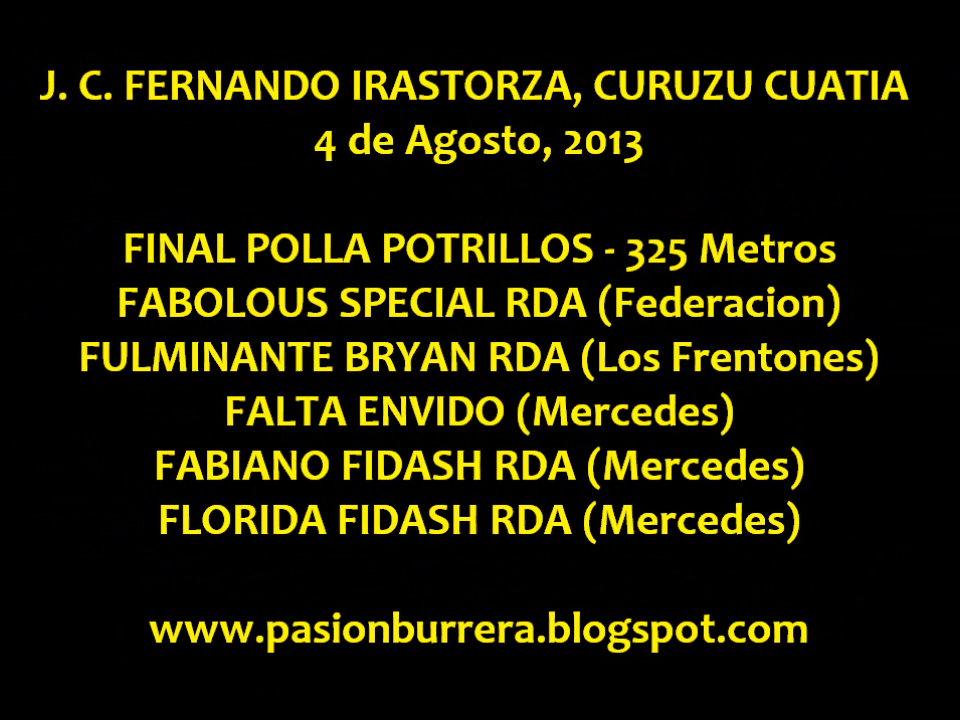 J. C. FERNANDO IRASTORZA, CURUZU CUATIA
4 de Agosto, 2013
FINAL POLLA POTRILLOS - 325 Metros
FABOLOUS SPECIAL RDA (Federacion)
FULMINANTE BRYAN RDA (Los Frentones)
FALTA ENVIDO (Mercedes)
FABIANO FIDASH RDA (Mercedes)
FLORIDA FIDASH RDA (Mercedes)
www.pasionburrera.blogspot.com